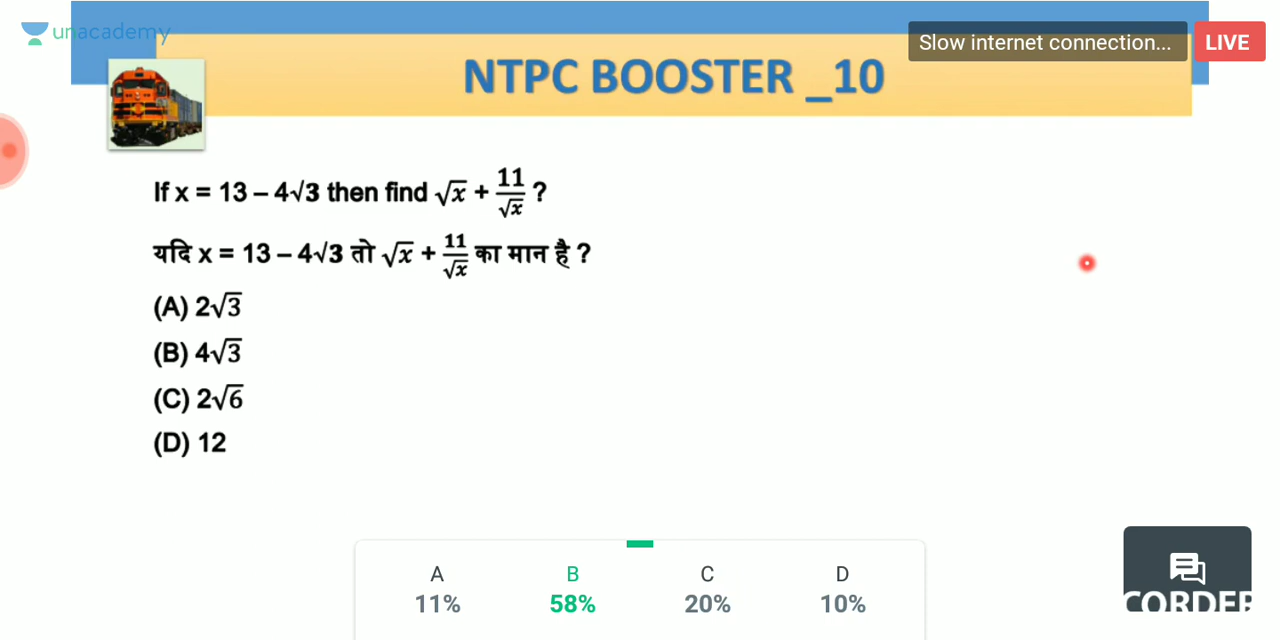 unacademy
Slow internet connection...
LIVE
NTPC BOOSTER _10
If x = 13 – 4√3 then find √x + 11/√x ?
यदि x = 13 – 4√3 तो √x + 11/√x का मान है ?
(A) 2√3
(B) 4√3
(C) 2√6
(D) 12
A B C D
11% 58% 20% 10%
CORDER